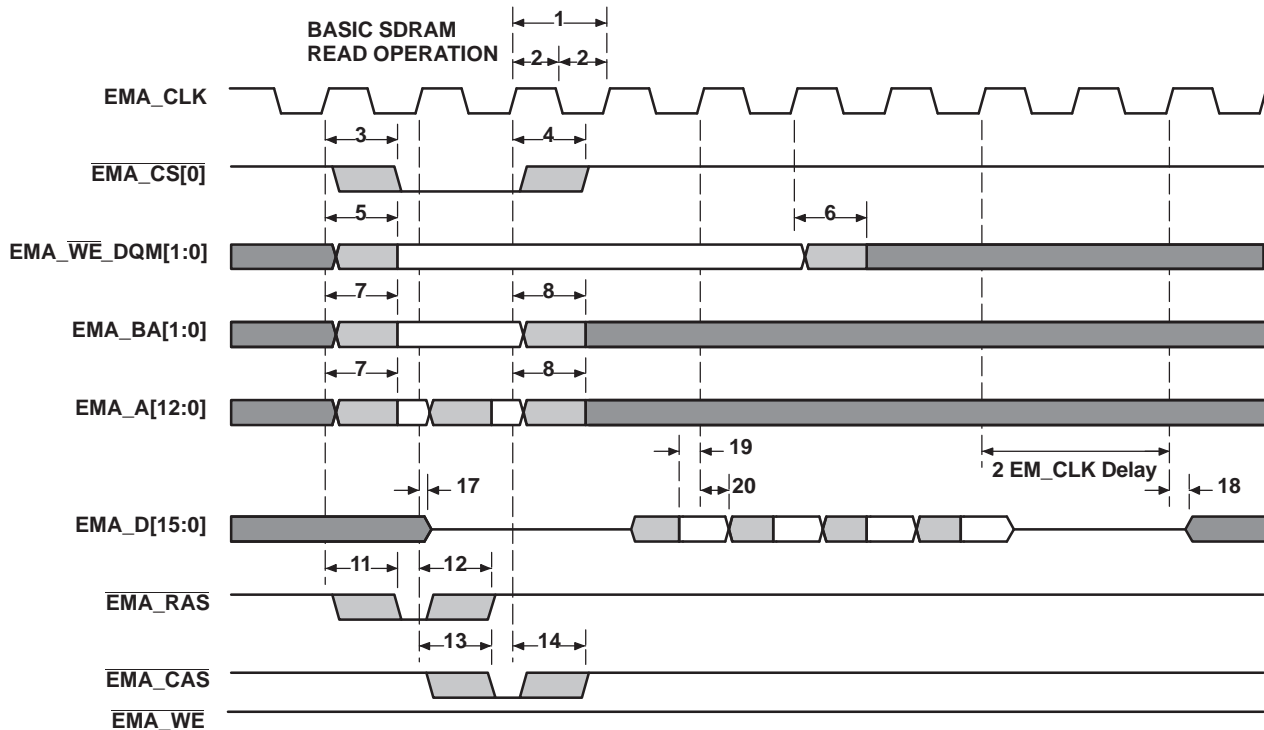 BASIC SDRAM
READ OPERATION
1
2 2
EMA_CLK
3 4
EMA_CS[0]
5 6
EMA_WE_DQM[1:0]
7 8
EMA_BA[1:0]
7 8
EMA_A[12:0]
19
2 EM_CLK Delay
17 20 18
EMA_D[15:0]
11 12
EMA_RAS
13 14
EMA_CAS
EMA_WE